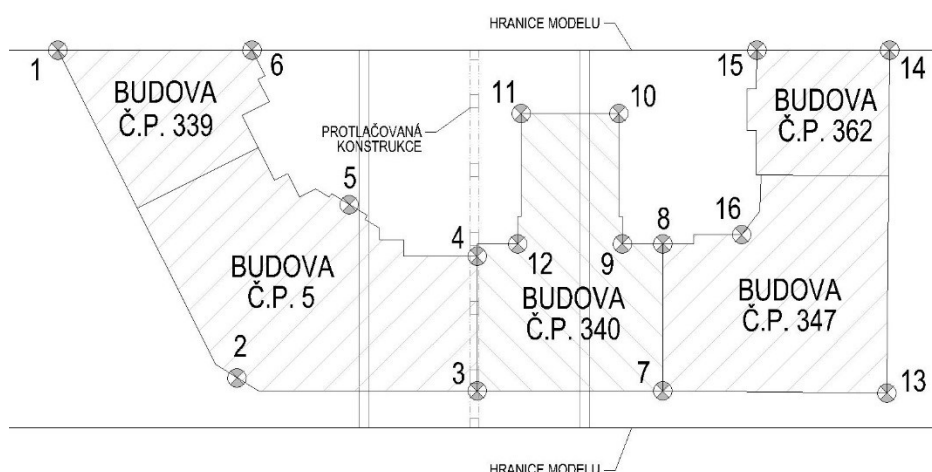 HRANICE MODELU
1
6
15
14
BUDOVA
Č.P. 339
11
10
BUDOVA
Č.P. 362
PROTLAČOVANÁ
KONSTRUKCE
5
4
12
9
8
16
BUDOVA
Č.P. 5
BUDOVA
Č.P. 340
BUDOVA
Č.P. 347
2
3
7
13
HRANICE MODELU